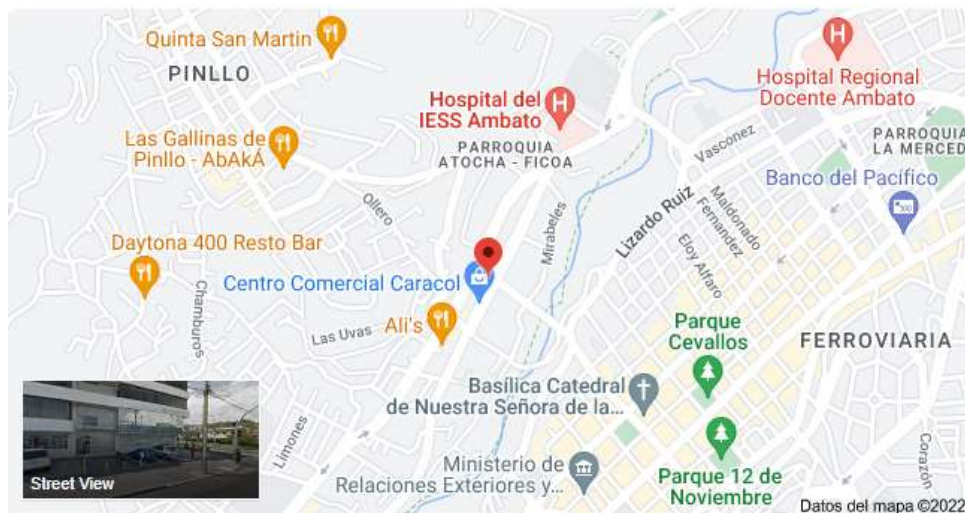 Quinta San Martin
PINLLO
Hospital Regional
Docente Ambato
Hospital del
IESS Ambato
Las Gallinas de
Pinllo - AbAkÁ
PARROQUIA
ATOCHA - FICOA
Vasconez
PARROQUIA
LA MERCED
Banco del Pacífico
Ollero
Mirabeles
Lizardo Ruiz
Maldonado
Fernandez
Eloy Alfaro
Daytona 400 Resto Bar
Centro Comercial Caracol
Chamburos
Las Uvas
Ali's
Parque
Cevallos
FERROVIARIA
Basílica Catedral
de Nuestra Señora de la...
Limones
Ministerio de
Relaciones Exteriores y...
Parque 12 de
Noviembre
Corazón
Street View
Datos del mapa ©2022